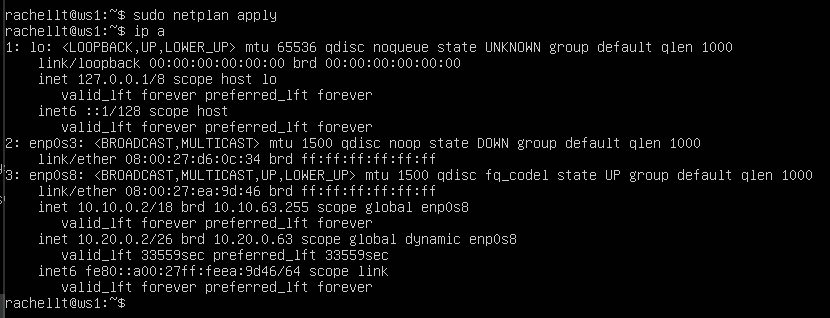 rachellt@ws1:~$ sudo netplan apply
rachellt@ws1:~$ ip a
1: lo: <LOOPBACK,UP,LOWER_UP> mtu 65536 qdisc noqueue state UNKNOWN group default qlen 1000
    link/loopback 00:00:00:00:00:00 brd 00:00:00:00:00:00
    inet 127.0.0.1/8 scope host lo
       valid_lft forever preferred_lft forever
    inet6 ::1/128 scope host
       valid_lft forever preferred_lft forever
2: enp0s3: <BROADCAST,MULTICAST> mtu 1500 qdisc noop state DOWN group default qlen 1000
    link/ether 08:00:27:d6:0c:34 brd ff:ff:ff:ff:ff:ff
3: enp0s8: <BROADCAST,MULTICAST,UP,LOWER_UP> mtu 1500 qdisc fq_codel state UP group default qlen 1000
    link/ether 08:00:27:ea:9d:46 brd ff:ff:ff:ff:ff:ff
    inet 10.10.0.2/18 brd 10.10.63.255 scope global enp0s8
       valid_lft forever preferred_lft forever
    inet 10.20.0.2/26 brd 10.20.0.63 scope global dynamic enp0s8
       valid_lft 33559sec preferred_lft 33559sec
    inet6 fe80::a00:27ff:feea:9d46/64 scope link
       valid_lft forever preferred_lft forever
rachellt@ws1:~$